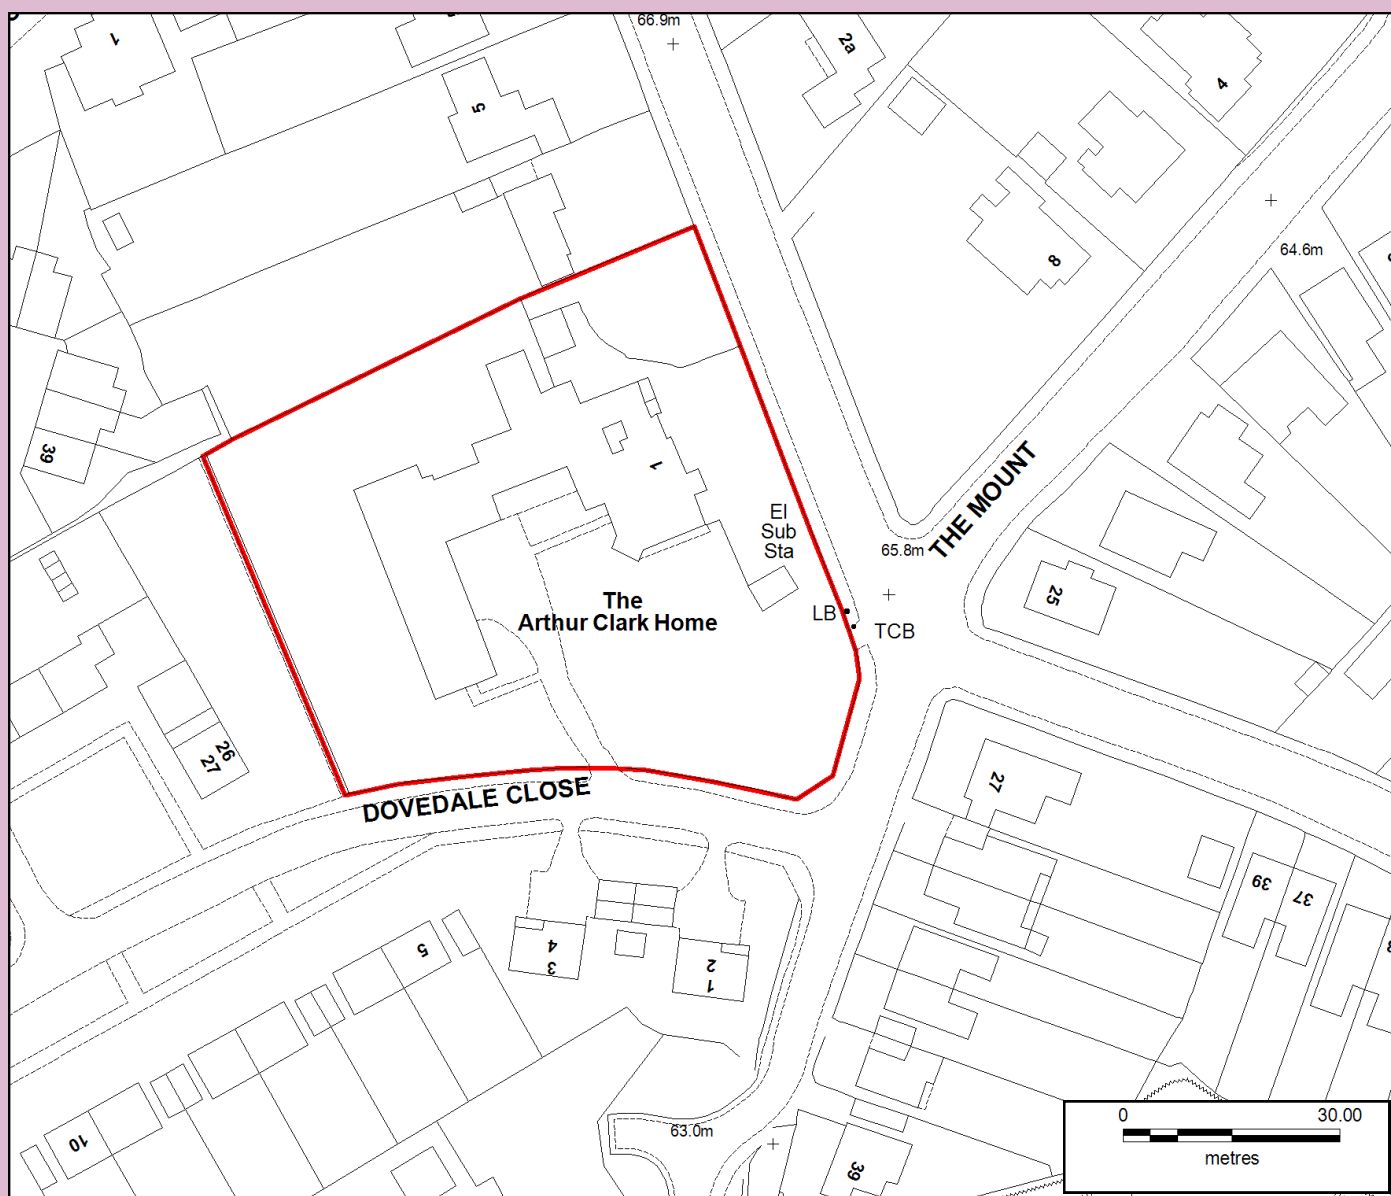 66.9m
1
2a
4
5
64.6m
8
39
1
El
Sub
Sta
THE MOUNT
65.8m
25
The
Arthur Clark Home
LB
TCB
26
27
27
DOVEDALE CLOSE
39
37
5
4
3
2
1
10
63.0m
39
0
30.00
metres